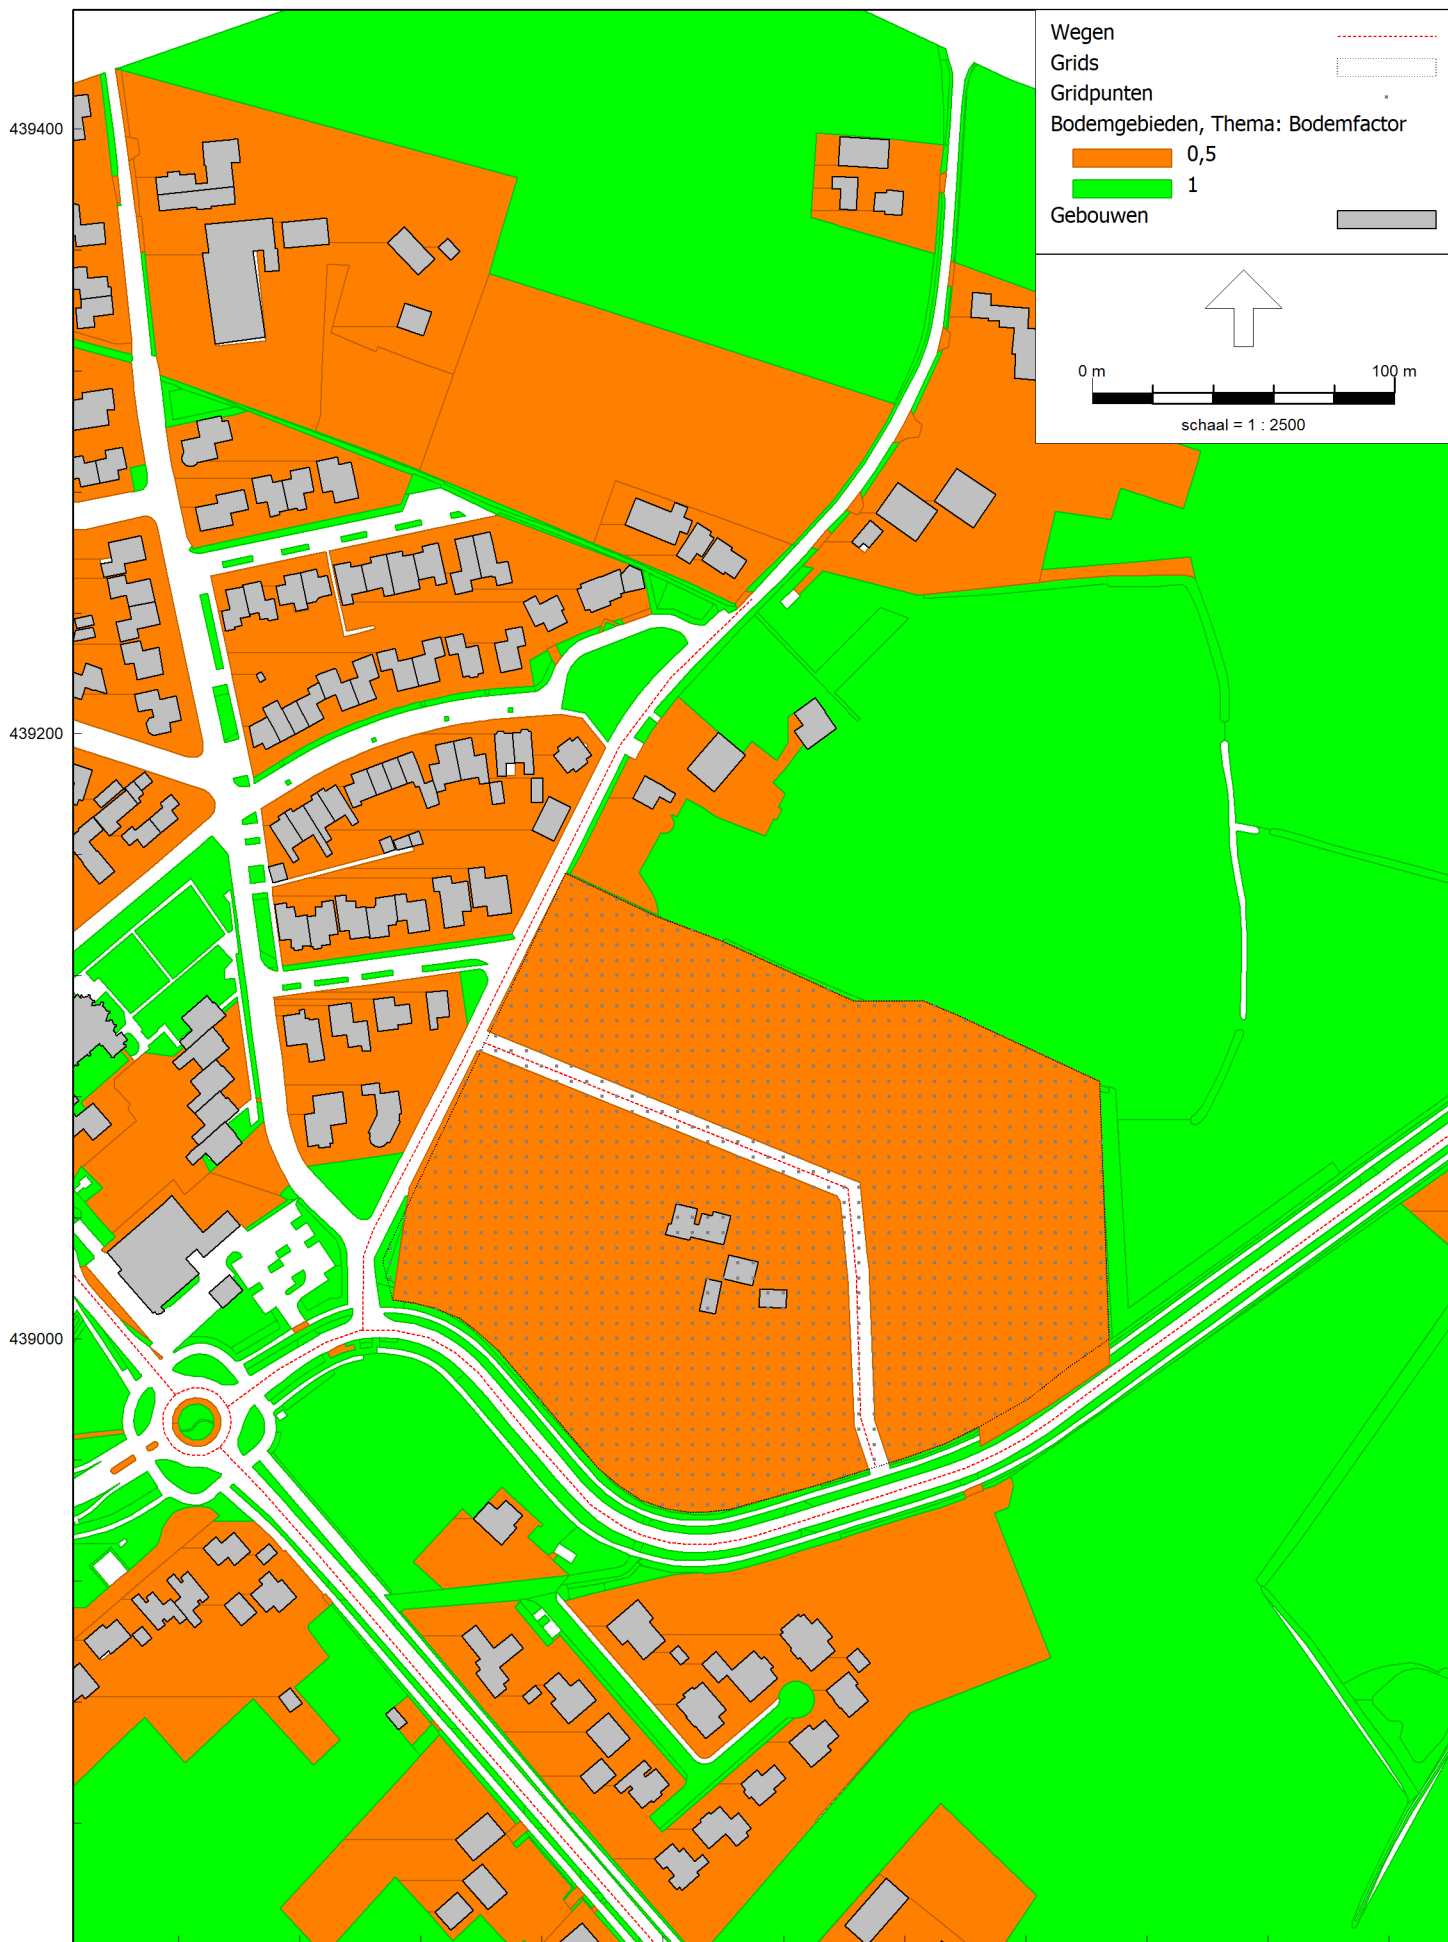 Wegen
Grids
Gridpunten
Bodemgebieden, Thema: Bodemfactor
0,5
1
Gebouwen
0 m 100 m
schaal = 1 : 2500
439400
439200
439000